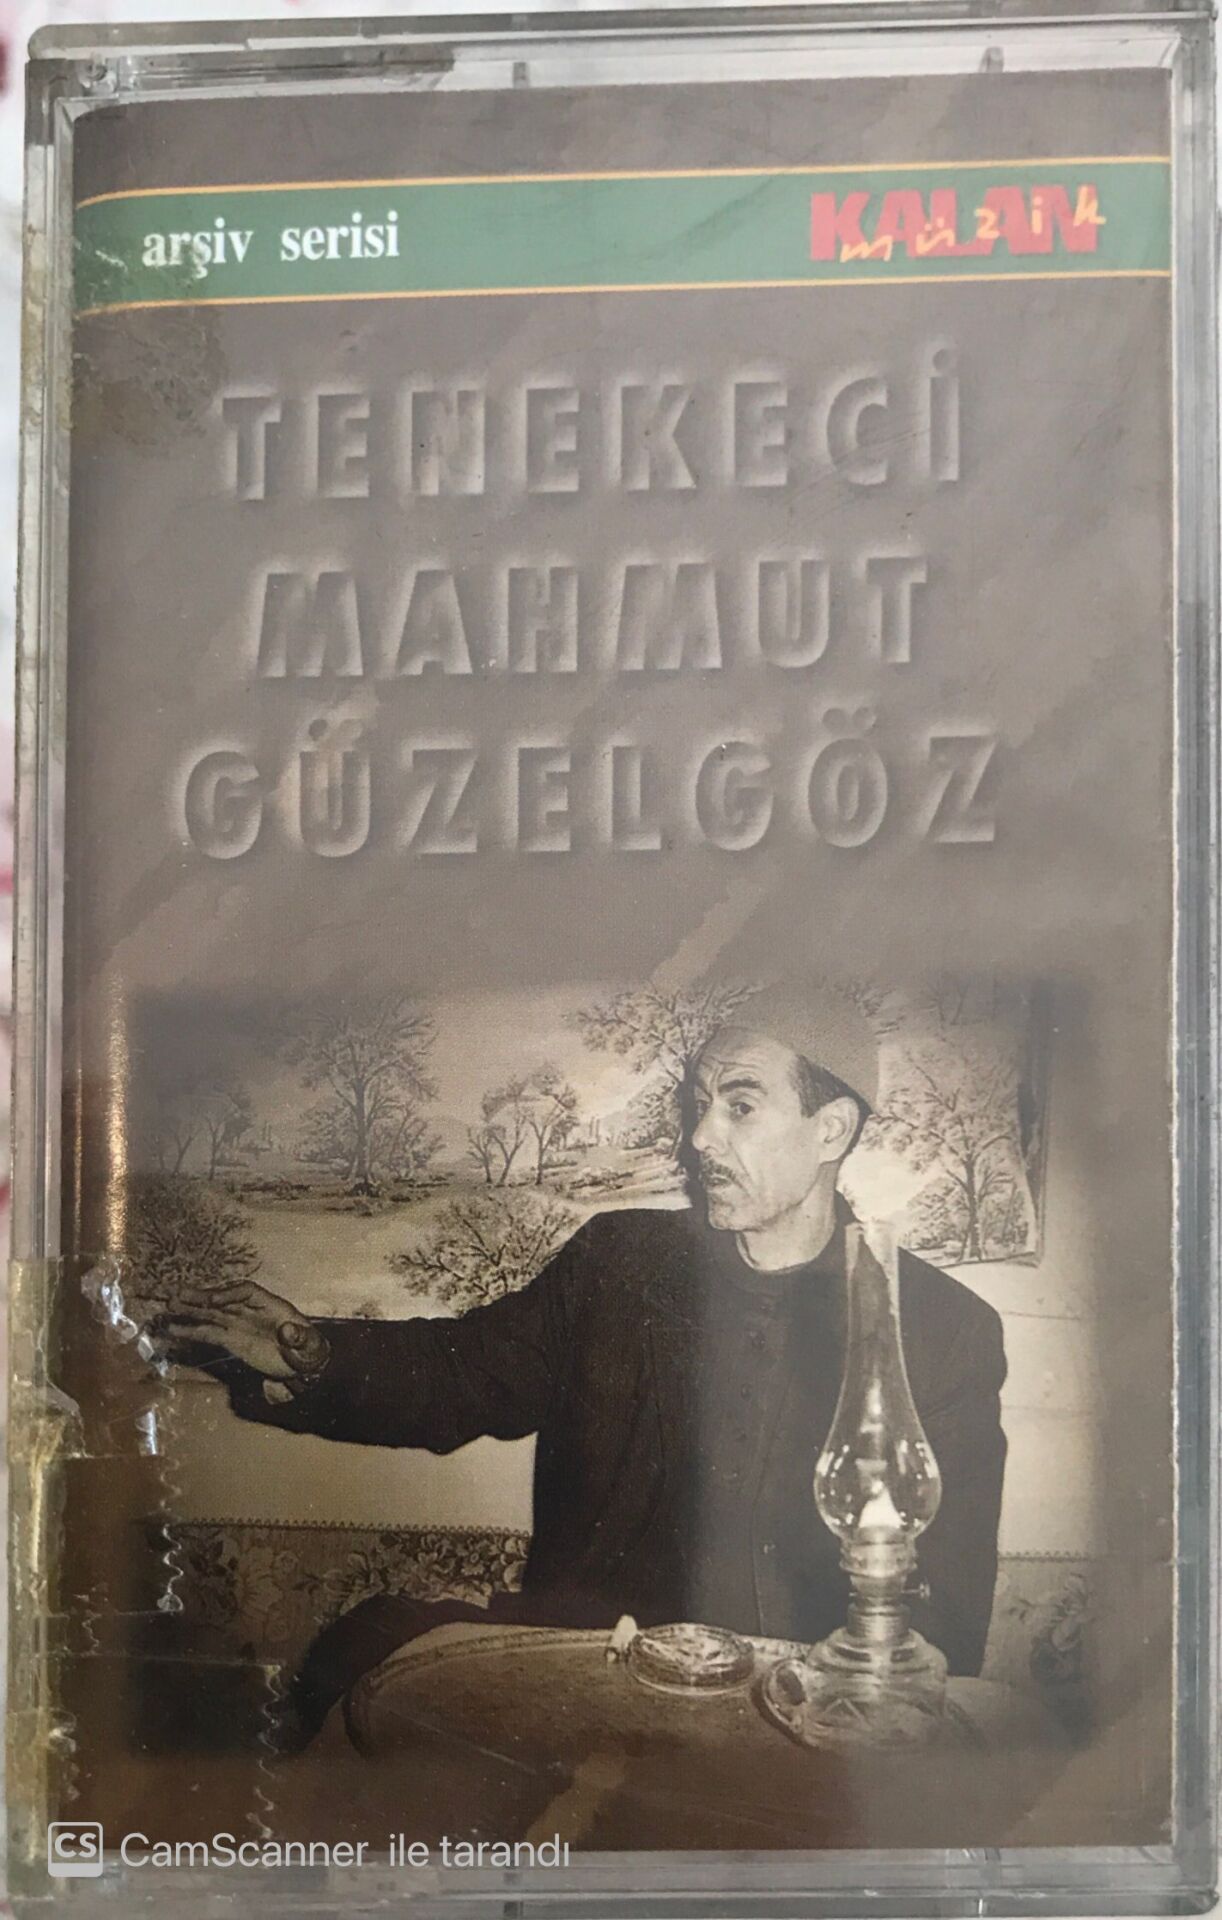 arşiv serisi
KALAN
müzik
TENEKECİ
MAHMUT
GÜZELGÖZ
CS CamScanner ile tarandı